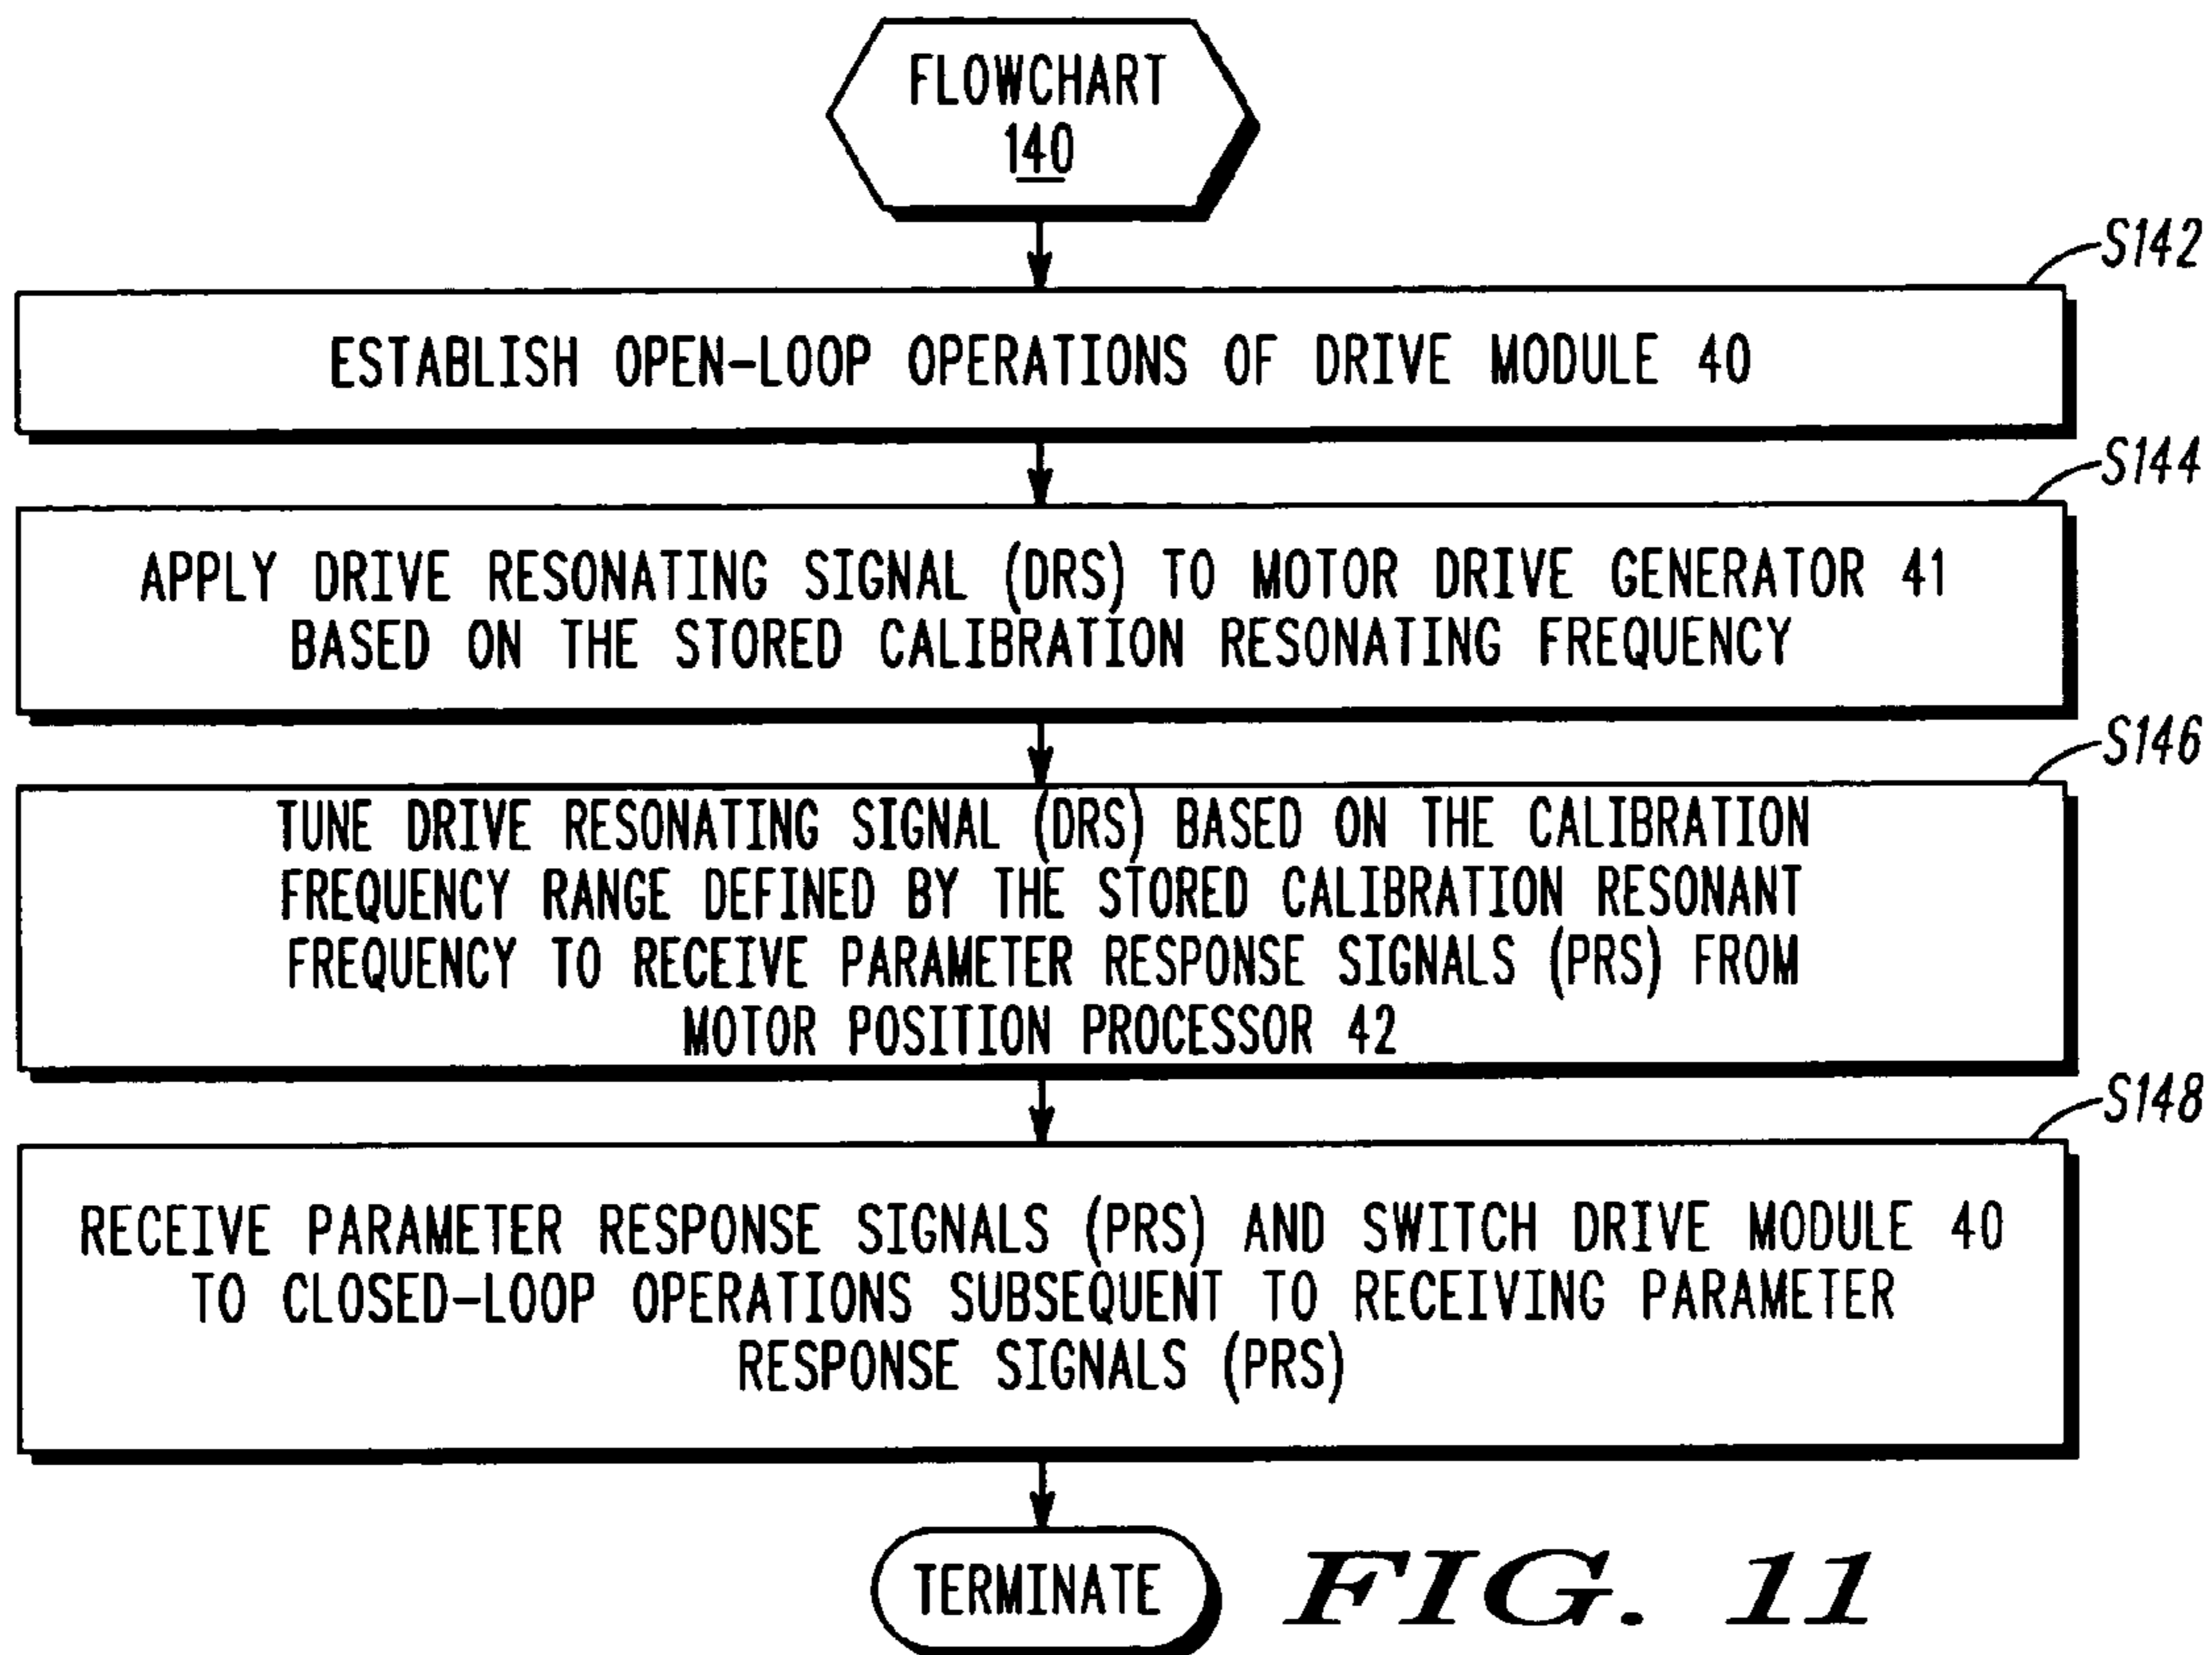 FLOWCHART
140
S142
ESTABLISH OPEN-LOOP OPERATIONS OF DRIVE MODULE 40
S144
APPLY DRIVE RESONATING SIGNAL (DRS) TO MOTOR DRIVE GENERATOR 41
BASED ON THE STORED CALIBRATION RESONATING FREQUENCY
S146
TUNE DRIVE RESONATING SIGNAL (DRS) BASED ON THE CALIBRATION
FREQUENCY RANGE DEFINED BY THE STORED CALIBRATION RESONANT
FREQUENCY TO RECEIVE PARAMETER RESPONSE SIGNALS (PRS) FROM
MOTOR POSITION PROCESSOR 42
S148
RECEIVE PARAMETER RESPONSE SIGNALS (PRS) AND SWITCH DRIVE MODULE 40
TO CLOSED-LOOP OPERATIONS SUBSEQUENT TO RECEIVING PARAMETER
RESPONSE SIGNALS (PRS)
TERMINATE
FIG. 11